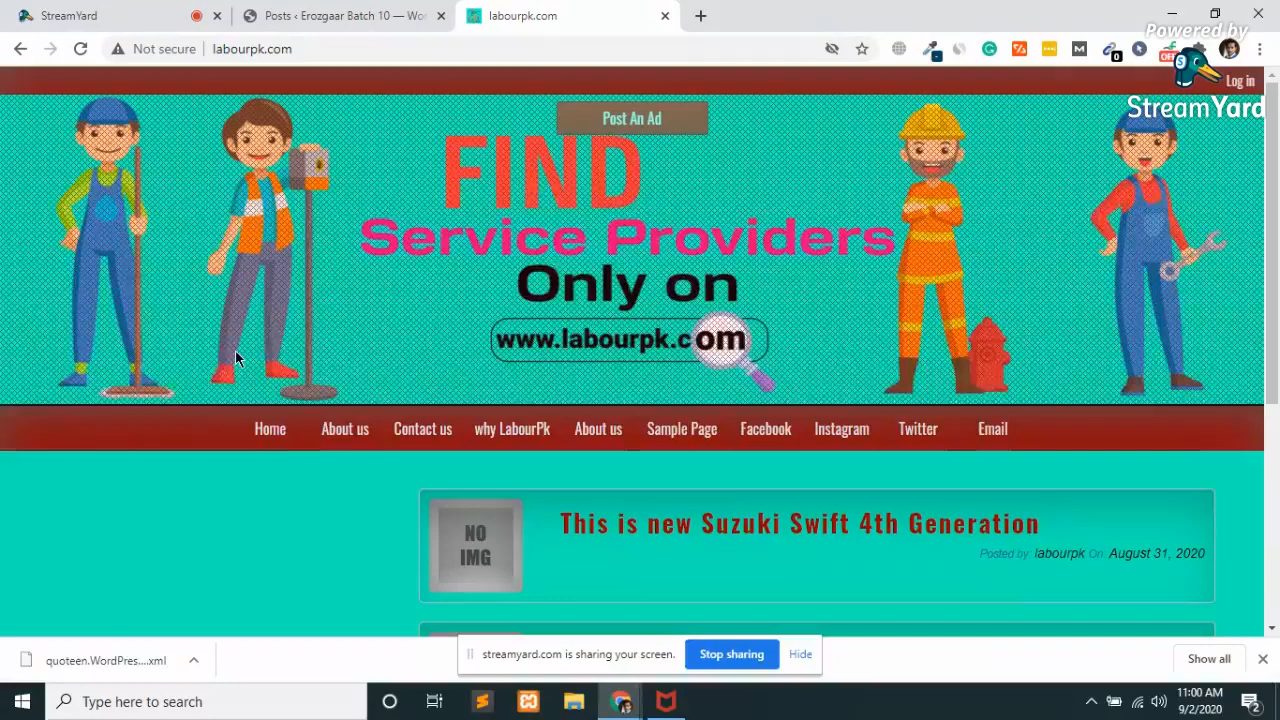 StreamYard
Posts ‹ Erozgaar Batch 10 — Wor
labourpk.com
Not secure
labourpk.com
Powered by
OFF
Log in
StreamYard
Post An Ad
FIND
Service Providers
Only on
www.labourpk.com
Home About us Contact us why LabourPk About us Sample Page Facebook Instagram Twitter Email
NO
IMG
This is new Suzuki Swift 4th Generation
Posted by: labourpk On: August 31, 2020
quoteen.WordPres....xml
streamyard.com is sharing your screen.
Stop sharing
Hide
Show all
Type here to search
11:00 AM
9/2/2020
2